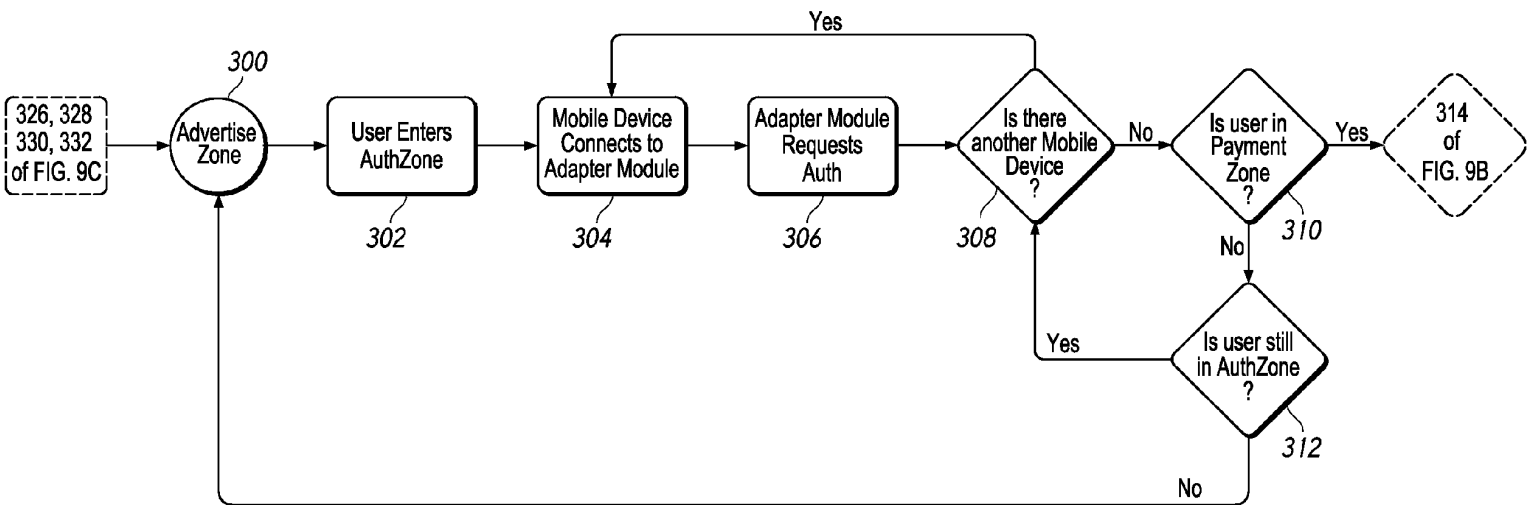 Yes
300
326, 328
330, 332
of FIG. 9C
Advertise
Zone
User Enters
AuthZone
302
Mobile Device
Connects to
Adapter Module
304
Adapter Module
Requests
Auth
306
Is there
another Mobile
Device
?
308
No
Is user in
Payment
Zone
?
310
Yes
314
of
FIG. 9B
No
Yes
Is user still
in AuthZone
?
312
No